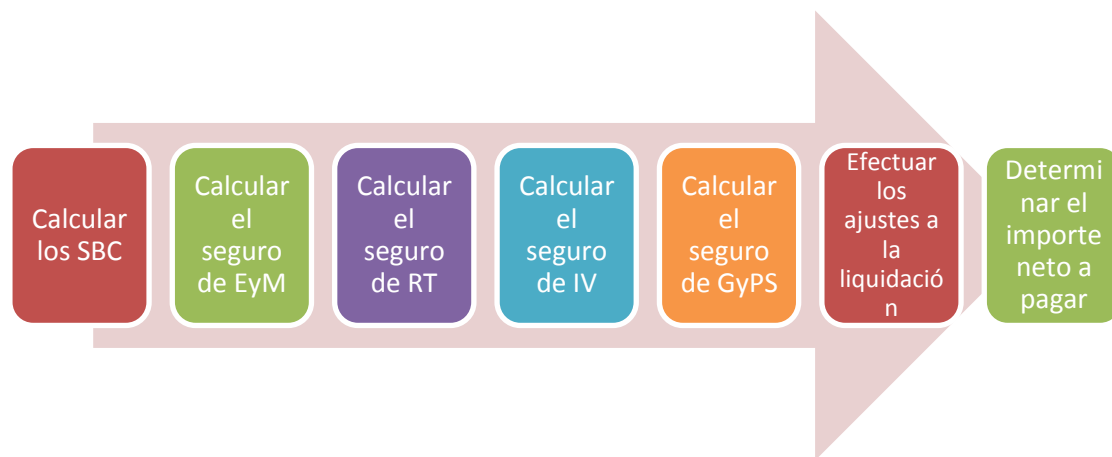 Calcular
los SBC
Calcular
el
seguro
de EyM
Calcular
el
seguro
de RT
Calcular
el
seguro
de IV
Calcular
el
seguro
de GyPS
Efectuar
los
ajustes a
la
liquidació
n
Determi
nar el
importe
neto a
pagar